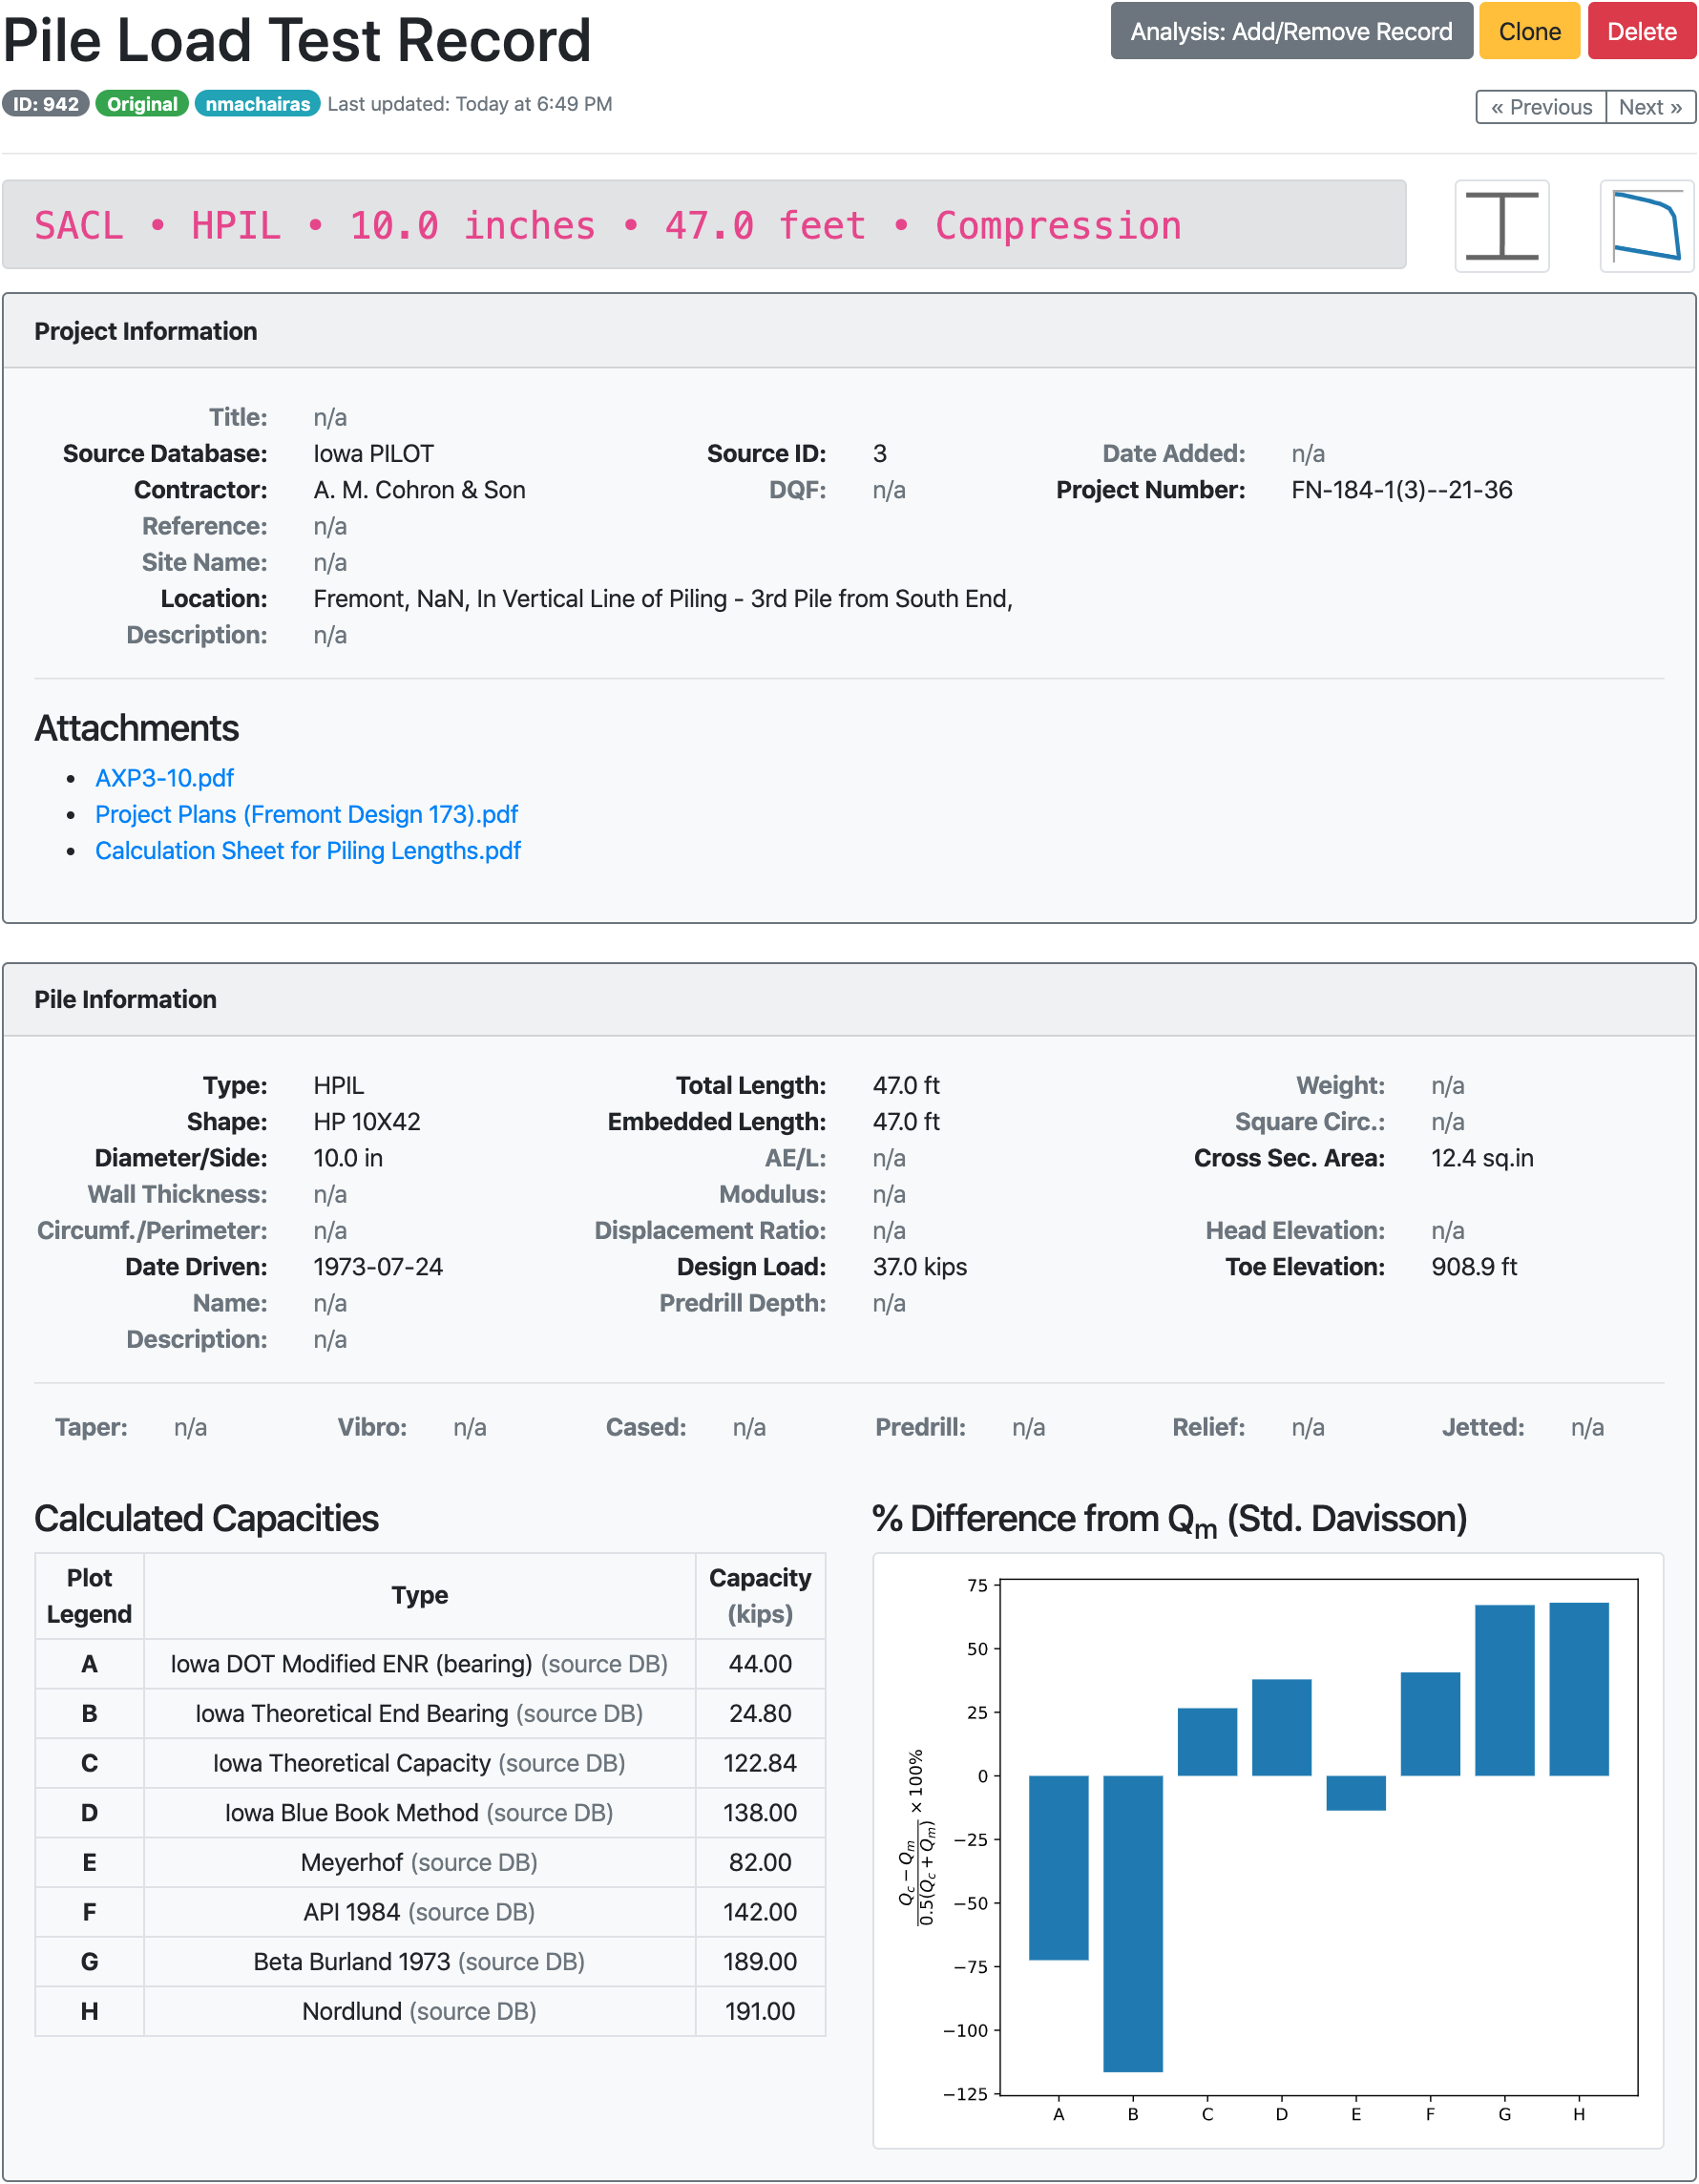 Pile Load Test Record
Analysis: Add/Remove Record Clone Delete
ID: 942 Original nmachairas Last updated: Today at 6:49 PM
« Previous Next »
SACL • HPIL • 10.0 inches • 47.0 feet • Compression
Project Information
Title: n/a
Source Database: Iowa PILOT Source ID: 3 Date Added: n/a
Contractor: A. M. Cohron & Son DQF: n/a Project Number: FN-184-1(3)--21-36
Reference: n/a
Site Name: n/a
Location: Fremont, NaN, In Vertical Line of Piling - 3rd Pile from South End,
Description: n/a
Attachments
• AXP3-10.pdf
• Project Plans (Fremont Design 173).pdf
• Calculation Sheet for Piling Lengths.pdf
Pile Information
Type: HPIL Total Length: 47.0 ft Weight: n/a
Shape: HP 10X42 Embedded Length: 47.0 ft Square Circ.: n/a
Diameter/Side: 10.0 in AE/L: n/a Cross Sec. Area: 12.4 sq.in
Wall Thickness: n/a Modulus: n/a
Circumf./Perimeter: n/a Displacement Ratio: n/a Head Elevation: n/a
Date Driven: 1973-07-24 Design Load: 37.0 kips Toe Elevation: 908.9 ft
Name: n/a Predrill Depth: n/a
Description: n/a
Taper: n/a Vibro: n/a Cased: n/a Predrill: n/a Relief: n/a Jetted: n/a
Calculated Capacities
Plot Legend Type Capacity (kips)
A Iowa DOT Modified ENR (bearing) (source DB) 44.00
B Iowa Theoretical End Bearing (source DB) 24.80
C Iowa Theoretical Capacity (source DB) 122.84
D Iowa Blue Book Method (source DB) 138.00
E Meyerhof (source DB) 82.00
F API 1984 (source DB) 142.00
G Beta Burland 1973 (source DB) 189.00
H Nordlund (source DB) 191.00
% Difference from Qm (Std. Davisson)
75
50
25
0
−25
−50
−75
−100
−125
Qc − Qm / 0.5(Qc + Qm) × 100%
A B C D E F G H